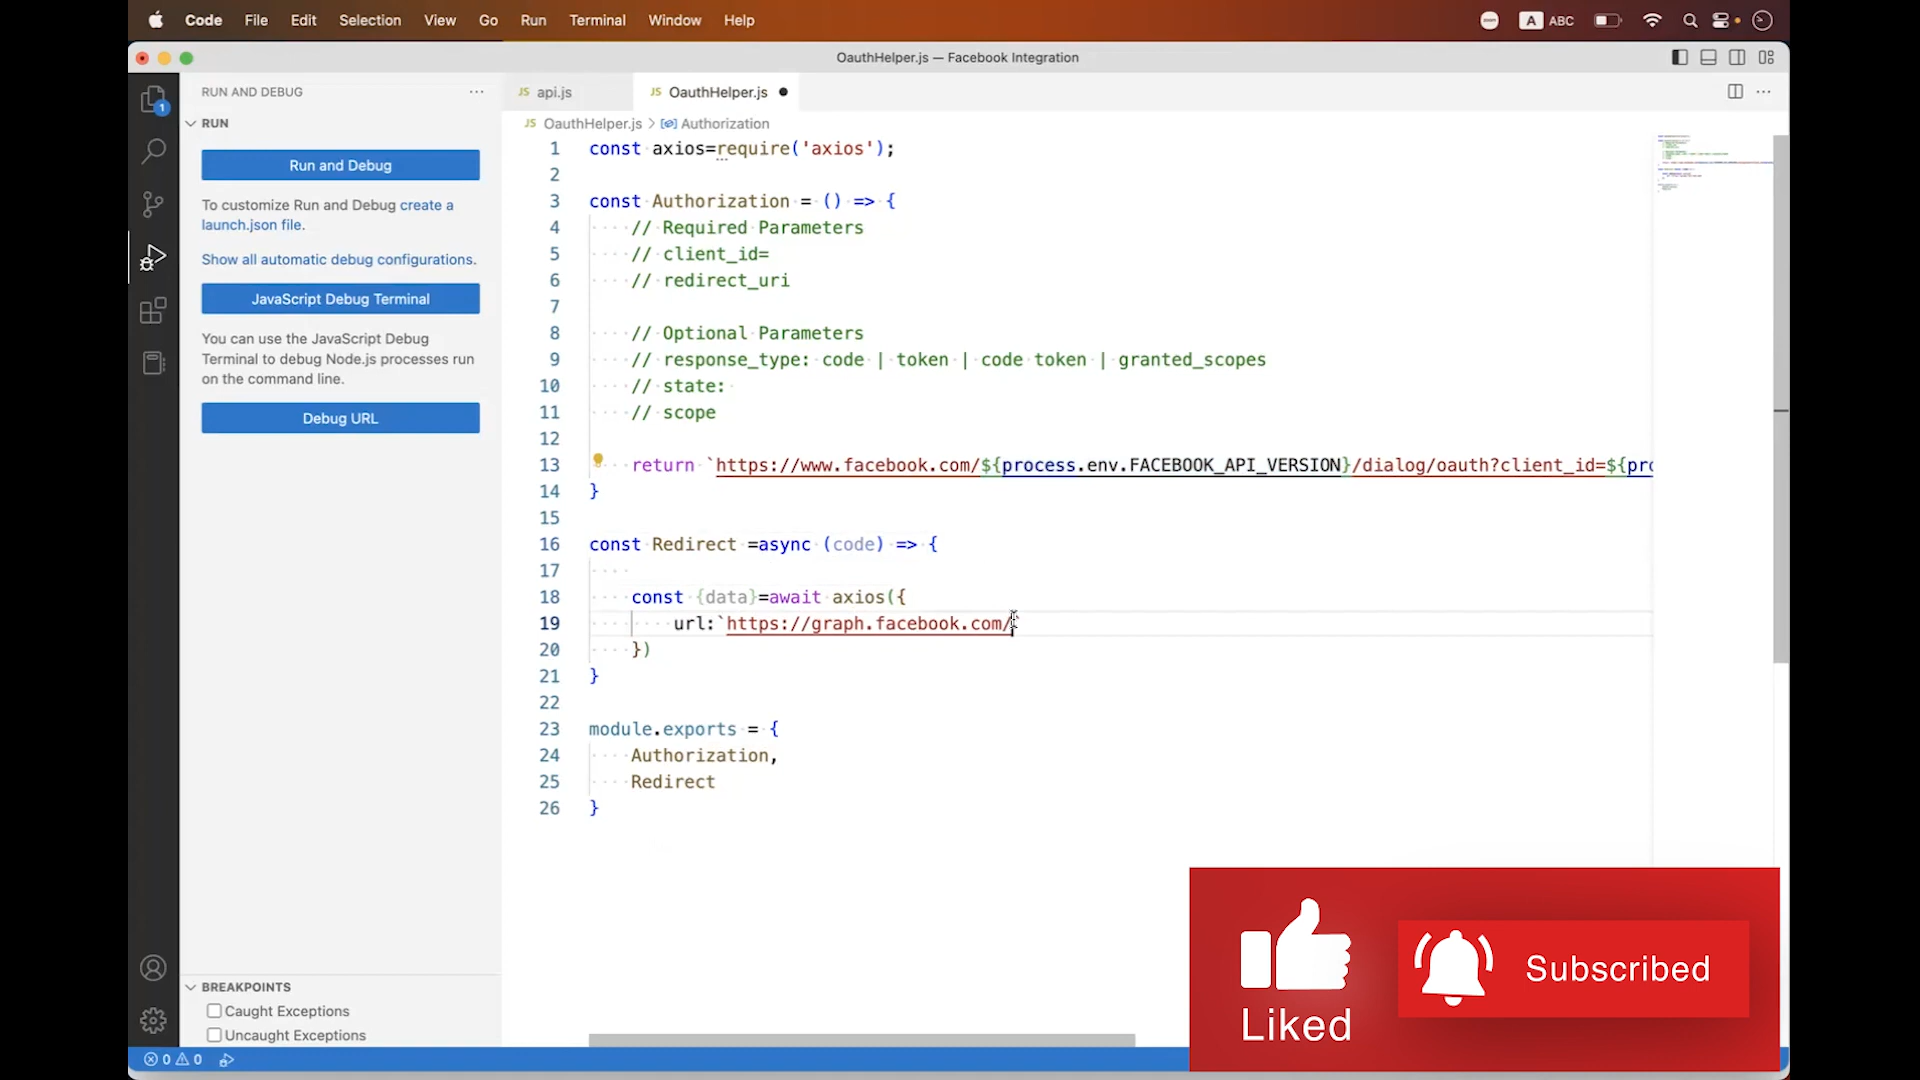 Code File Edit Selection View Go Run Terminal Window Help A ABC
OauthHelper.js — Facebook Integration
RUN AND DEBUG
JS api.js
JS OauthHelper.js
JS OauthHelper.js > Authorization
1
RUN
Run and Debug
To customize Run and Debug create a
launch.json file.
Show all automatic debug configurations.
JavaScript Debug Terminal
You can use the JavaScript Debug
Terminal to debug Node.js processes run
on the command line.
Debug URL
BREAKPOINTS
Caught Exceptions
Uncaught Exceptions
1 const axios=require('axios');
2
3 const Authorization = () => {
4 // Required Parameters
5 // client_id=
6 // redirect_uri
7
8 // Optional Parameters
9 // response_type: code | token | code token | granted_scopes
10 // state:
11 // scope
12
13 return `https://www.facebook.com/${process.env.FACEBOOK_API_VERSION}/dialog/oauth?client_id=${pro
14 }
15
16 const Redirect =async (code) => {
17
18 const {data}=await axios({
19 url:`https://graph.facebook.com/
20 })
21 }
22
23 module.exports = {
24 Authorization,
25 Redirect
26 }
0 0
Liked
Subscribed